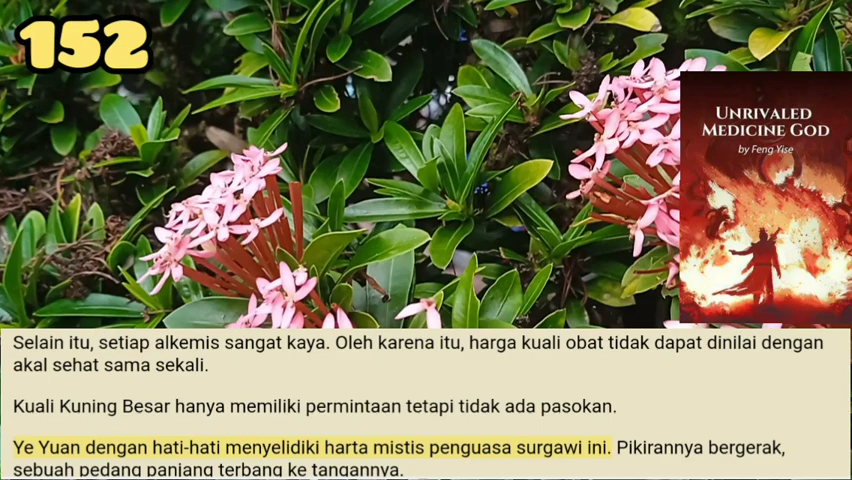 152
UNRIVALED
MEDICINE GOD
by Feng Yise
Selain itu, setiap alkemis sangat kaya. Oleh karena itu, harga kuali obat tidak dapat dinilai dengan
akal sehat sama sekali.
Kuali Kuning Besar hanya memiliki permintaan tetapi tidak ada pasokan.
Ye Yuan dengan hati-hati menyelidiki harta mistis penguasa surgawi ini. Pikirannya bergerak,
sebuah pedang panjang terbang ke tangannya.